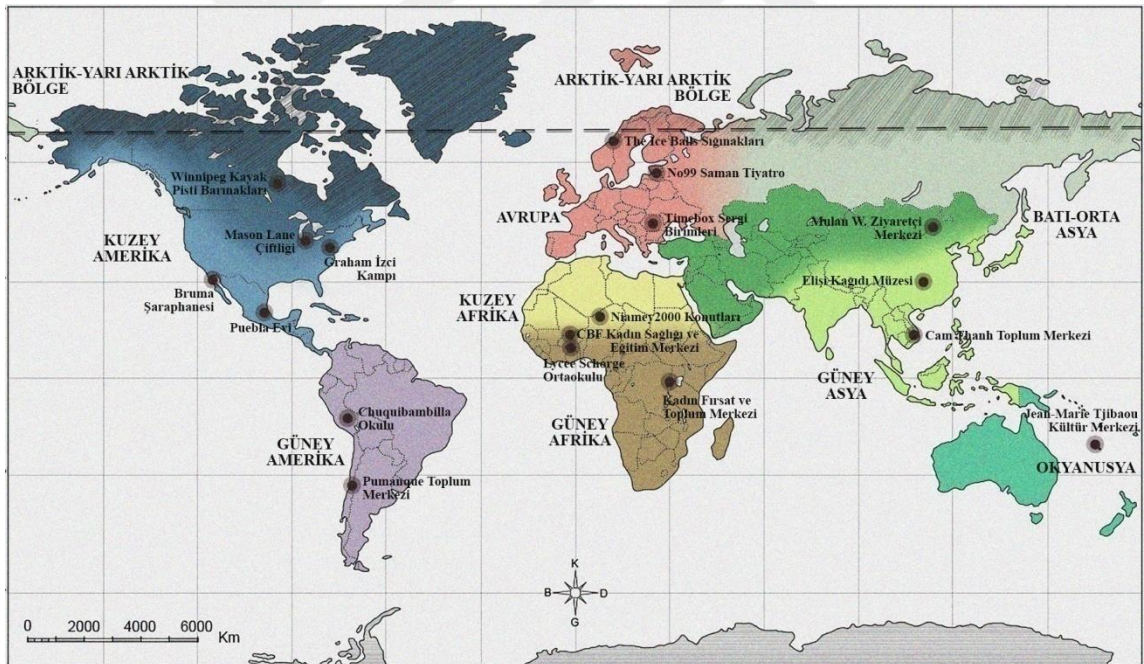 ARKTİK-YARI ARKTİK
BÖLGE
ARKTİK-YARI ARKTİK
BÖLGE
The Ice Balls Sığınakları
Winnipeg Kayak
Pisti Barınakları
No99 Saman Tiyatro
AVRUPA
Timebox Sergi
Birimleri
Mulan W. Ziyaretçi
Merkezi
BATI-ORTA
ASYA
KUZEY
AMERİKA
Mason Lane
Çiftliği
Graham İzci
Kampı
Bruma
Şaraphanesi
Puebla Evi
KUZEY
AFRİKA
Elişi Kağıdı Müzesi
Niamey2000 Konutları
CBF Kadın Sağlığı ve
Eğitim Merkezi
Lycee Schorge
Ortaokulu
Cam Thanh Toplum Merkezi
GÜNEY
ASYA
Kadın Fırsat ve
Toplum Merkezi
GÜNEY
AFRİKA
Chuquibambilla
Okulu
GÜNEY
AMERİKA
Pumanque Toplum
Merkezi
Jean-Marie Tjibaou
Kültür Merkezi
OKYANUSYA
K
B
D
G
0 2000 4000 6000
Km